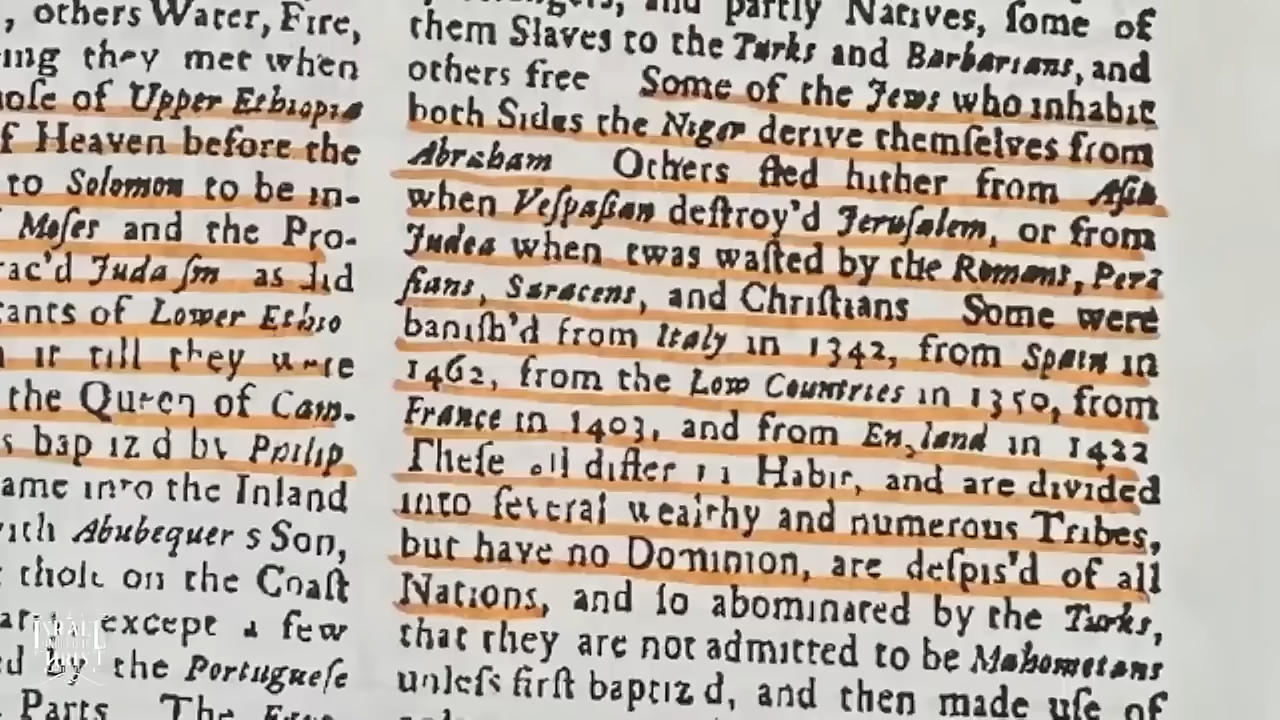 , others Water, Fire,
ing they met when
hole of Upper Ethiopia
f Heaven before the
to Solomon to be in-
Moſes and the Pro-
rac'd Juda ſm as did
ants of Lower Ethio
it till they were
the Queen of Cam-
s bap iz d by Philip
ame into the Inland
with Abubequer s Son,
thoſe on the Coaſt
except a few
the Portugueſe
Parts The
and partly Natives, ſome of
them Slaves to the Turks and Barbarians, and
others free Some of the Jews who inhabit
both Sides the Niger derive themſelves from
Abraham Others fled hither from Aſia
when Veſpaſian deſtroy'd Jeruſalem, or from
Judea when twas waſted by the Romans, Per
ſians, Saracens, and Chriſtians Some were
baniſh'd from Italy in 1342, from Spain in
1462, from the Low Countries in 1350, from
France in 1403, and from England in 1422
Theſe all differ in Habit, and are divided
into ſeveral wealthy and numerous Tribes,
but have no Dominion, are deſpis'd of all
Nations, and ſo abominated by the Turks,
that they are not admitted to be Mahometans
unleſs firſt baptiz d, and then made uſe of
ISRAEL
DUST